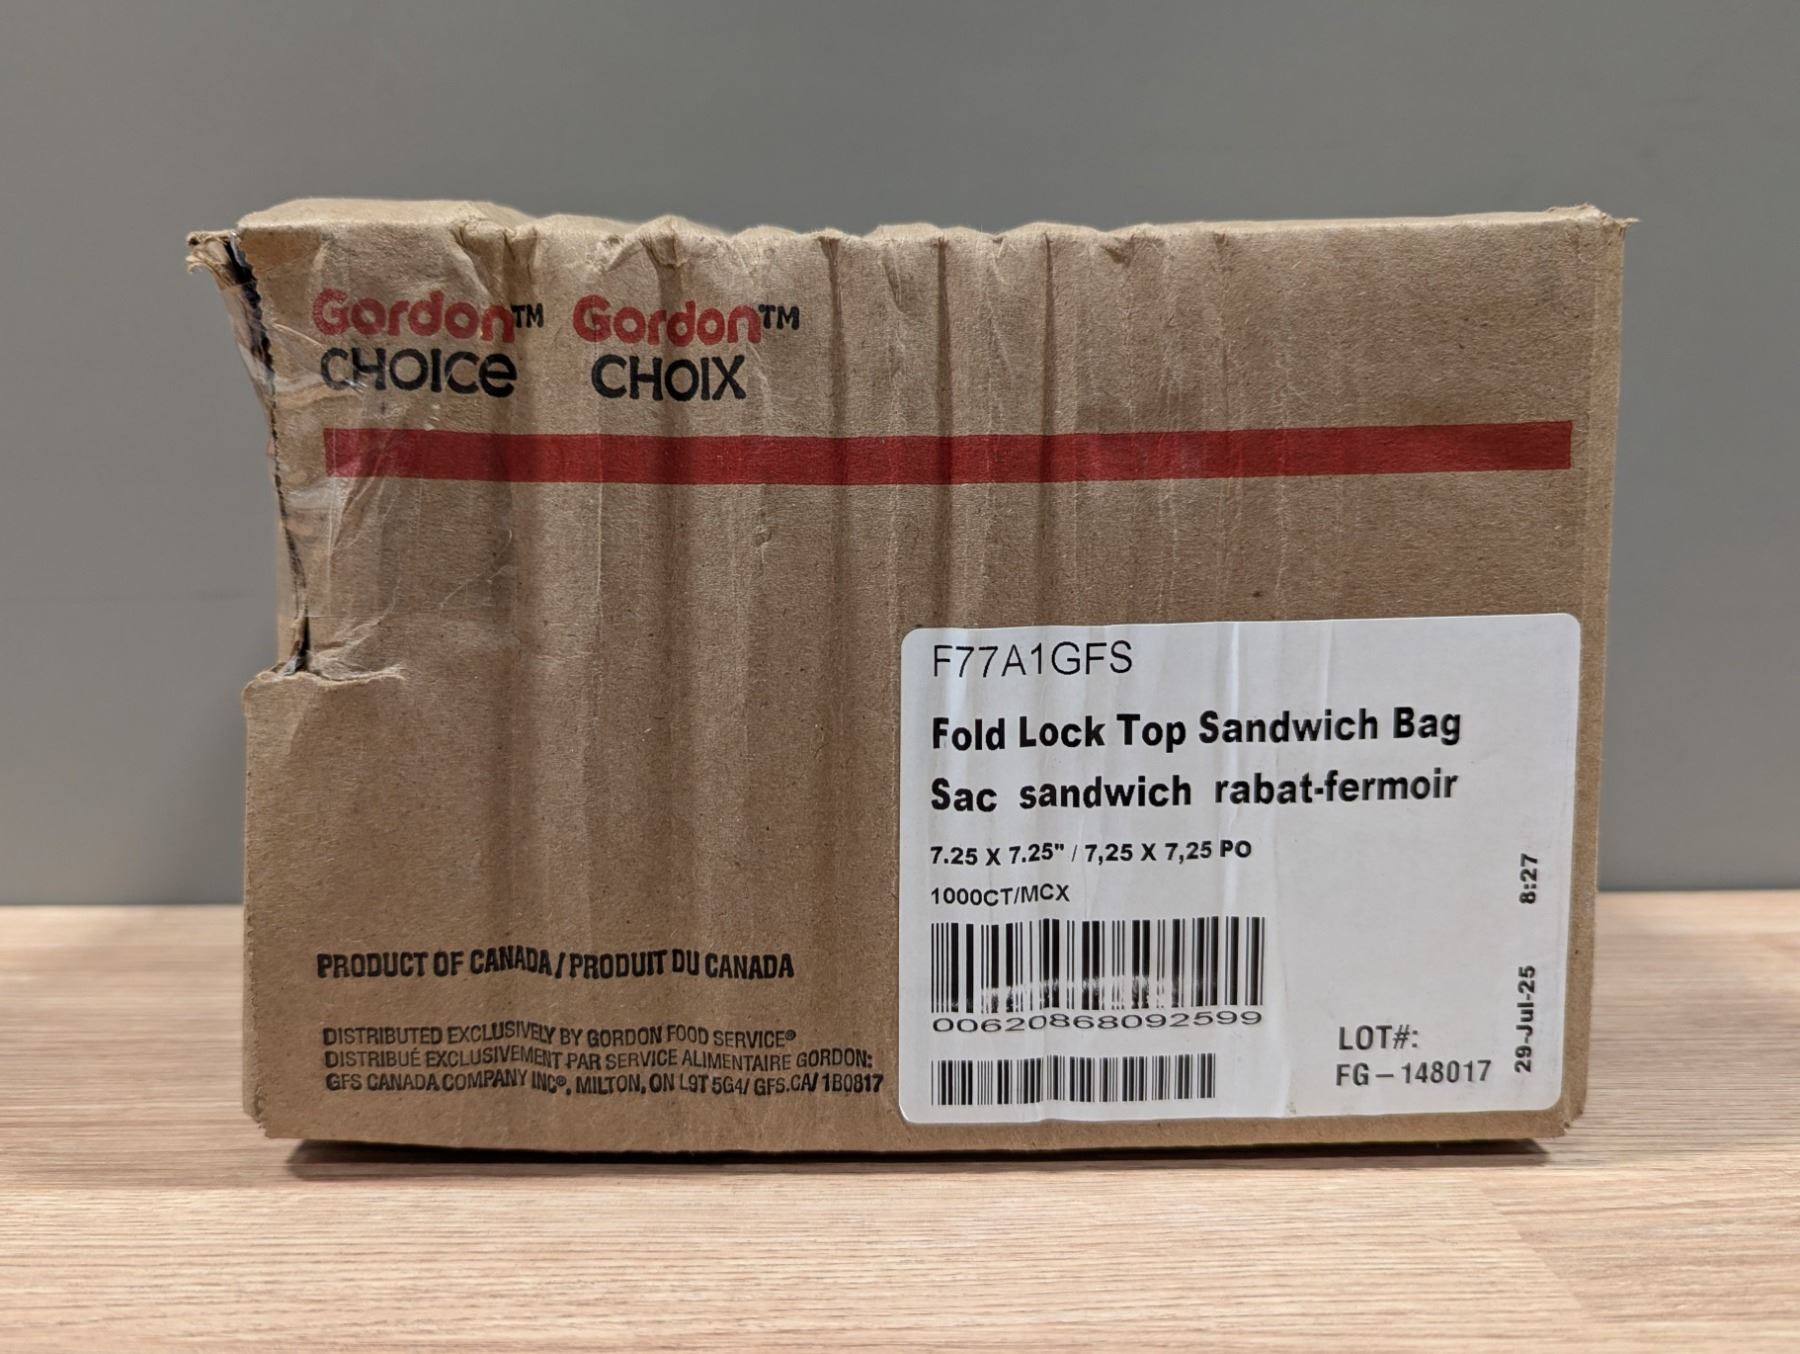 Gordon™ Gordon™
CHOICe CHOIX
F77A1GFS
Fold Lock Top Sandwich Bag
Sac sandwich rabat-fermoir
7.25 X 7.25" / 7,25 X 7,25 PO
1000CT/MCX
00620868092599
LOT#:
FG-148017
29-Jul-25 8:27
PRODUCT OF CANADA / PRODUIT DU CANADA
DISTRIBUTED EXCLUSIVELY BY GORDON FOOD SERVICE®
DISTRIBUÉ EXCLUSIVEMENT PAR SERVICE ALIMENTAIRE GORDON:
GFS CANADA COMPANY INC®, MILTON, ON L9T 5G4/ GFS.CA/ 1B0817